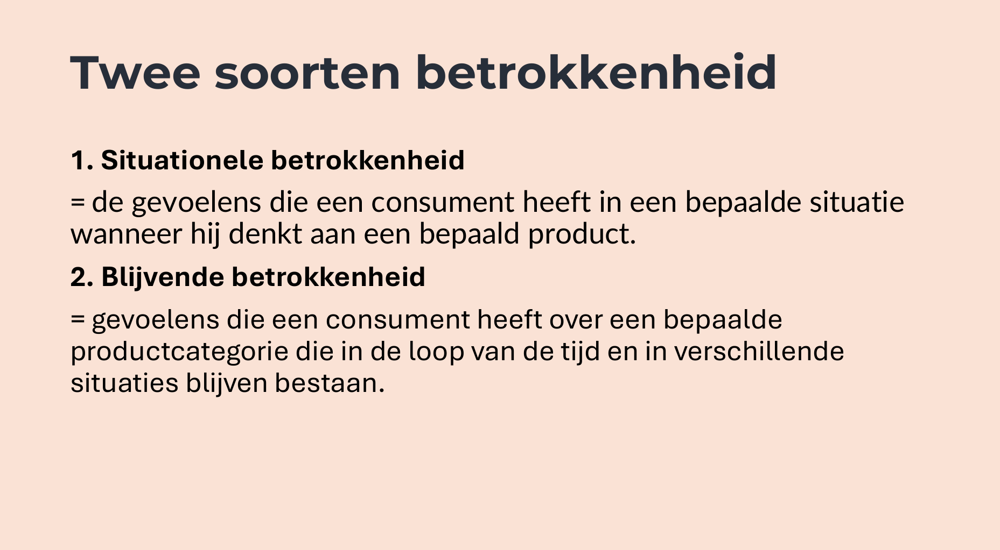 Twee soorten betrokkenheid
1. Situationele betrokkenheid
= de gevoelens die een consument heeft in een bepaalde situatie
wanneer hij denkt aan een bepaald product.
2. Blijvende betrokkenheid
= gevoelens die een consument heeft over een bepaalde
productcategorie die in de loop van de tijd en in verschillende
situaties blijven bestaan.